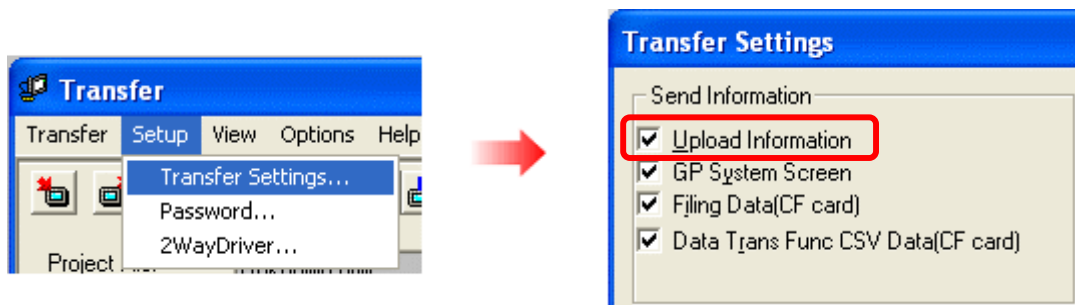 Transfer
Transfer Setup View Options Help
Transfer Settings...
Password...
2WayDriver...
Project
Transfer Settings
Send Information
Upload Information
GP System Screen
Filing Data(CF card)
Data Trans Func CSV Data(CF card)